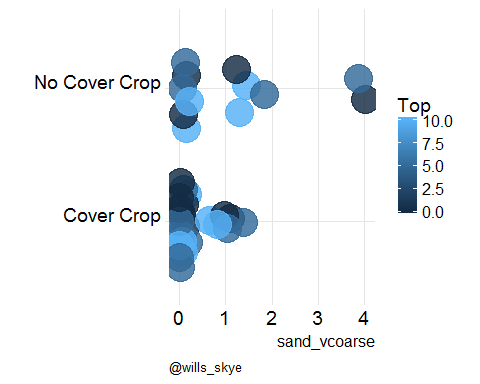 No Cover Crop
Cover Crop
Top
10.0
7.5
5.0
2.5
0.0
0 1 2 3 4
sand_vcoarse
@wills_skye